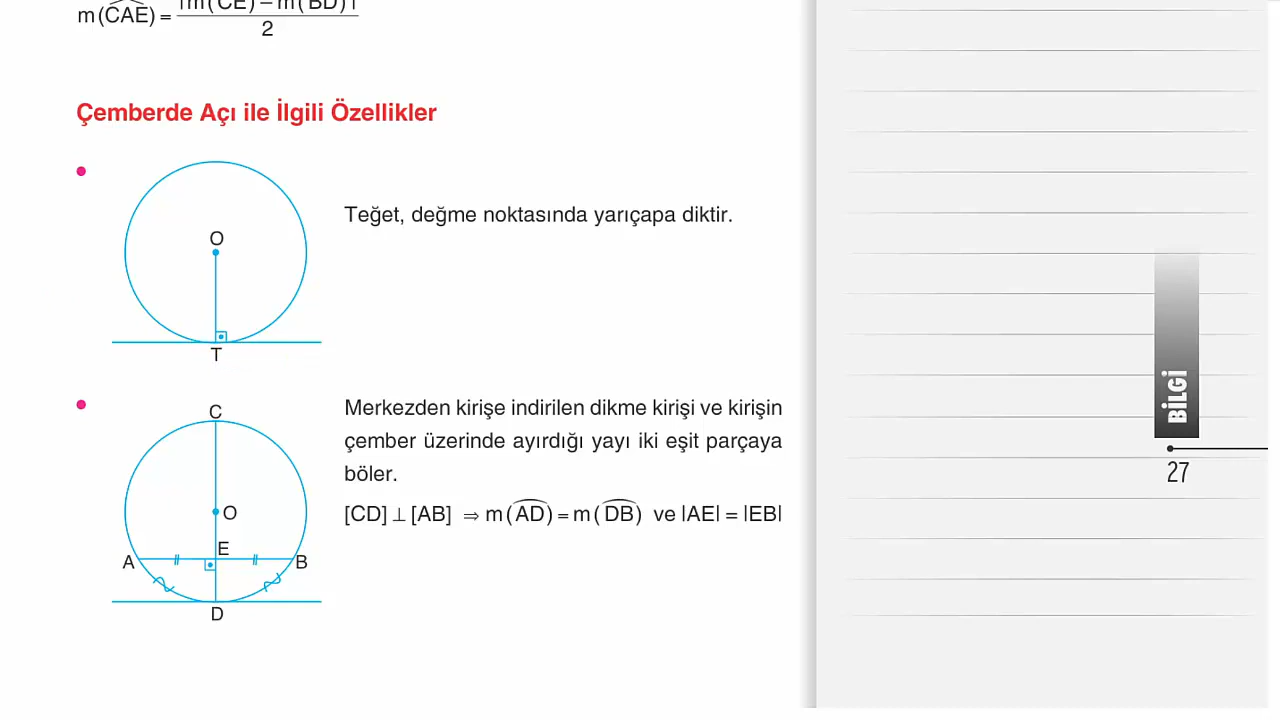 m(CAE) = |m(CE) – m(BD)| / 2
Çemberde Açı ile İlgili Özellikler
O
Teğet, değme noktasında yarıçapa diktir.
T
C
Merkezden kirişe indirilen dikme kirişi ve kirişin
çember üzerinde ayırdığı yayı iki eşit parçaya
böler.
[CD] ⊥ [AB] ⇒ m(AD) = m(DB) ve |AE| = |EB|
O
E
A
B
D
BİLGİ
27